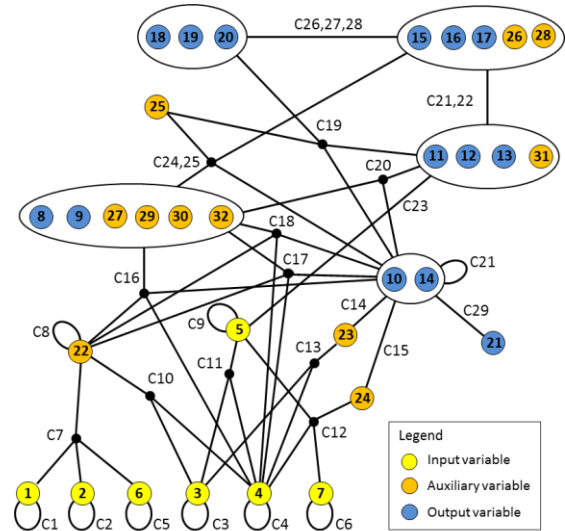 C26,27,28
18 19 20
15 16 17 26 28
C21,22
25
C19
C24,25
C20
11 12 13 31
C23
8 9 27 29 30 32
C18
C17
C16
10 14
C21
C8
C9
5
C14
C29
23
21
22
C11
C13
C15
C10
24
C12
C7
1 2 6 3 4 7
C1 C2 C5 C3 C4 C6
Legend
Input variable
Auxiliary variable
Output variable